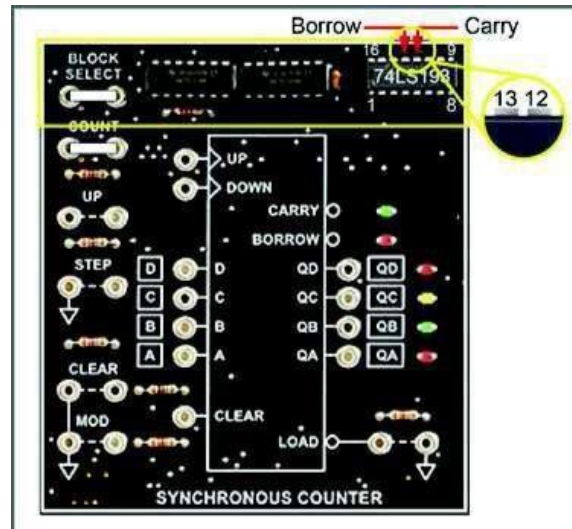 Borrow Carry
BLOCK
SELECT
16 9
74LS193
1 8
13 12
COUNT
UP
DOWN
UP
CARRY
BORROW
STEP
D D QD QD
C C QC QC
B B QB QB
A A QA QA
CLEAR
CLEAR
MOD
LOAD
SYNCHRONOUS COUNTER